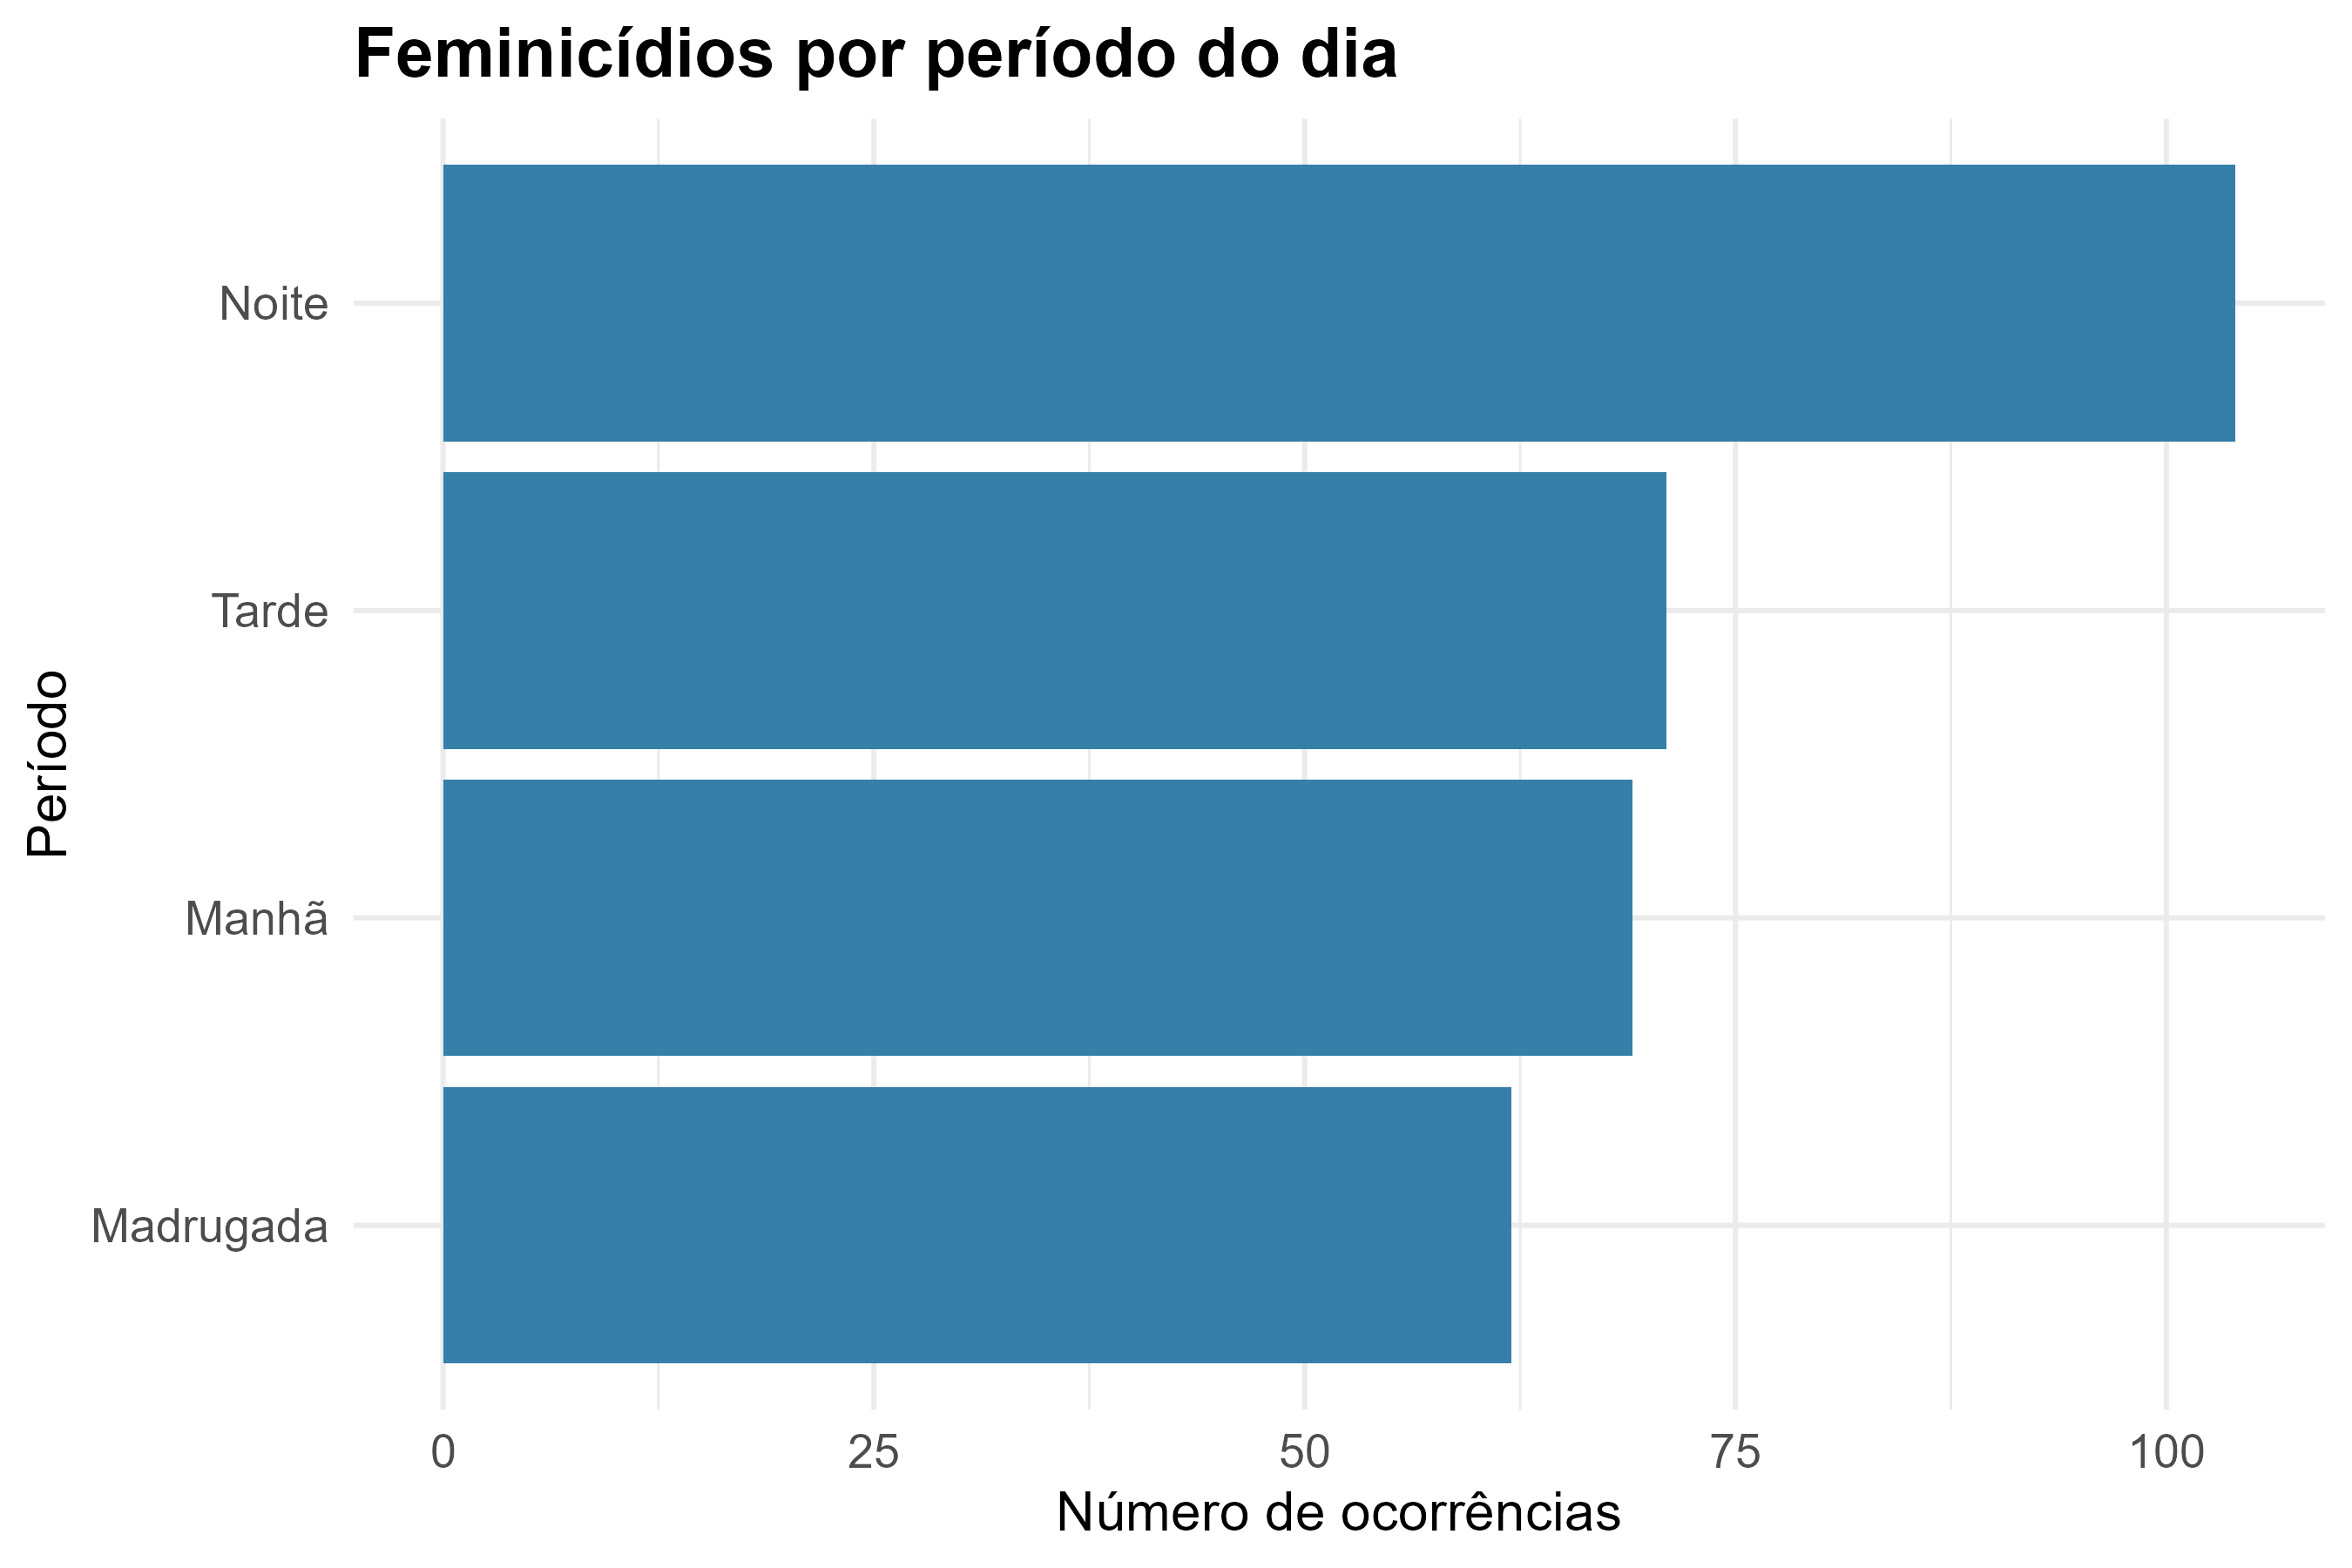 Feminicídios por período do dia
Período
Noite
Tarde
Manhã
Madrugada
0 25 50 75 100
Número de ocorrências